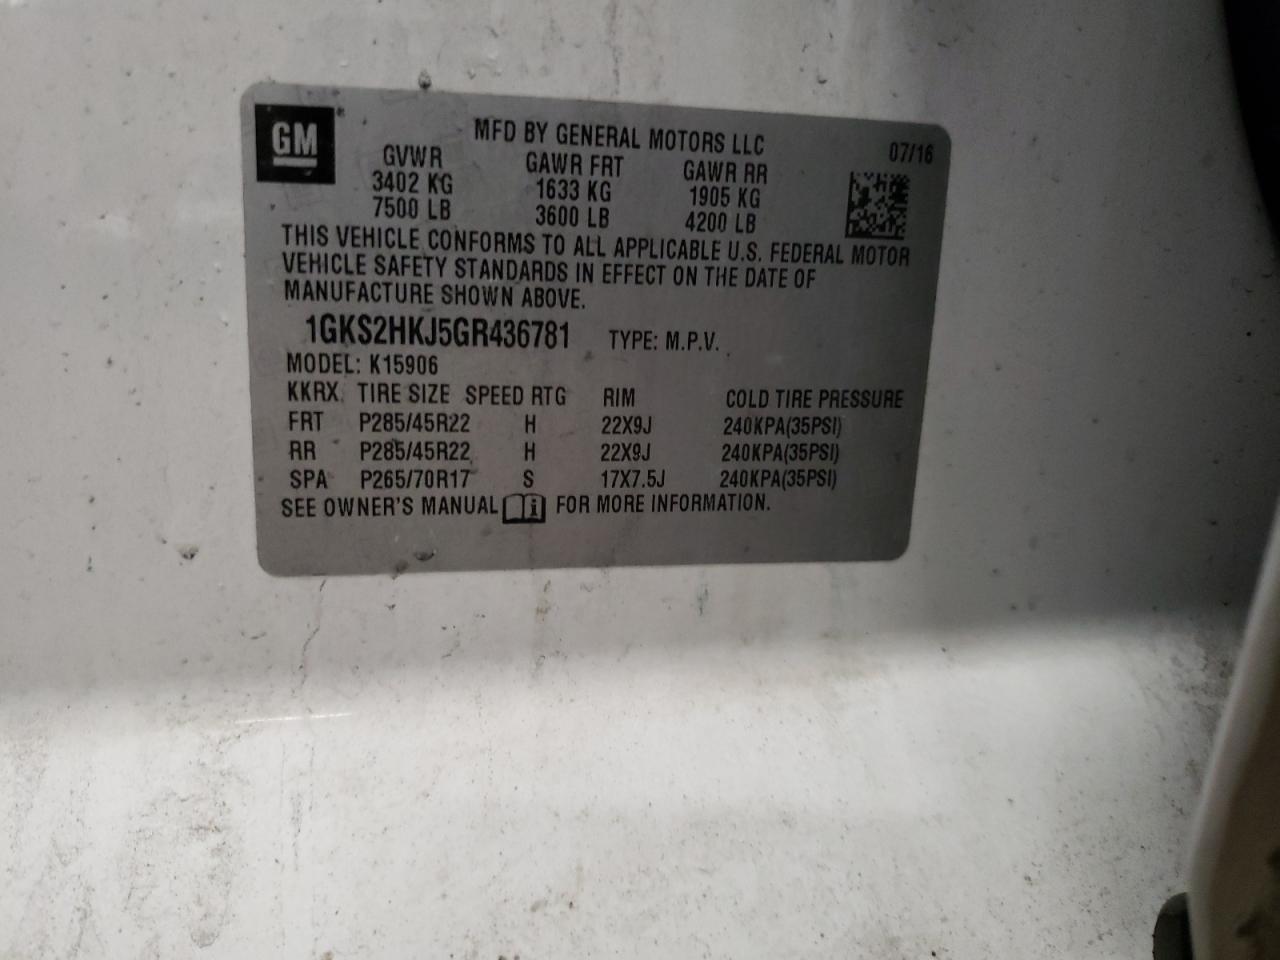 GM
MFD BY GENERAL MOTORS LLC 07/16
GVWR GAWR FRT GAWR RR
3402 KG 1633 KG 1905 KG
7500 LB 3600 LB 4200 LB
THIS VEHICLE CONFORMS TO ALL APPLICABLE U.S. FEDERAL MOTOR
VEHICLE SAFETY STANDARDS IN EFFECT ON THE DATE OF
MANUFACTURE SHOWN ABOVE.
1GKS2HKJ5GR436781 TYPE: M.P.V.
MODEL: K15906
KKRX TIRE SIZE SPEED RTG RIM COLD TIRE PRESSURE
FRT P285/45R22 H 22X9J 240KPA(35PSI)
RR P285/45R22 H 22X9J 240KPA(35PSI)
SPA P265/70R17 S 17X7.5J 240KPA(35PSI)
SEE OWNER'S MANUAL i FOR MORE INFORMATION.